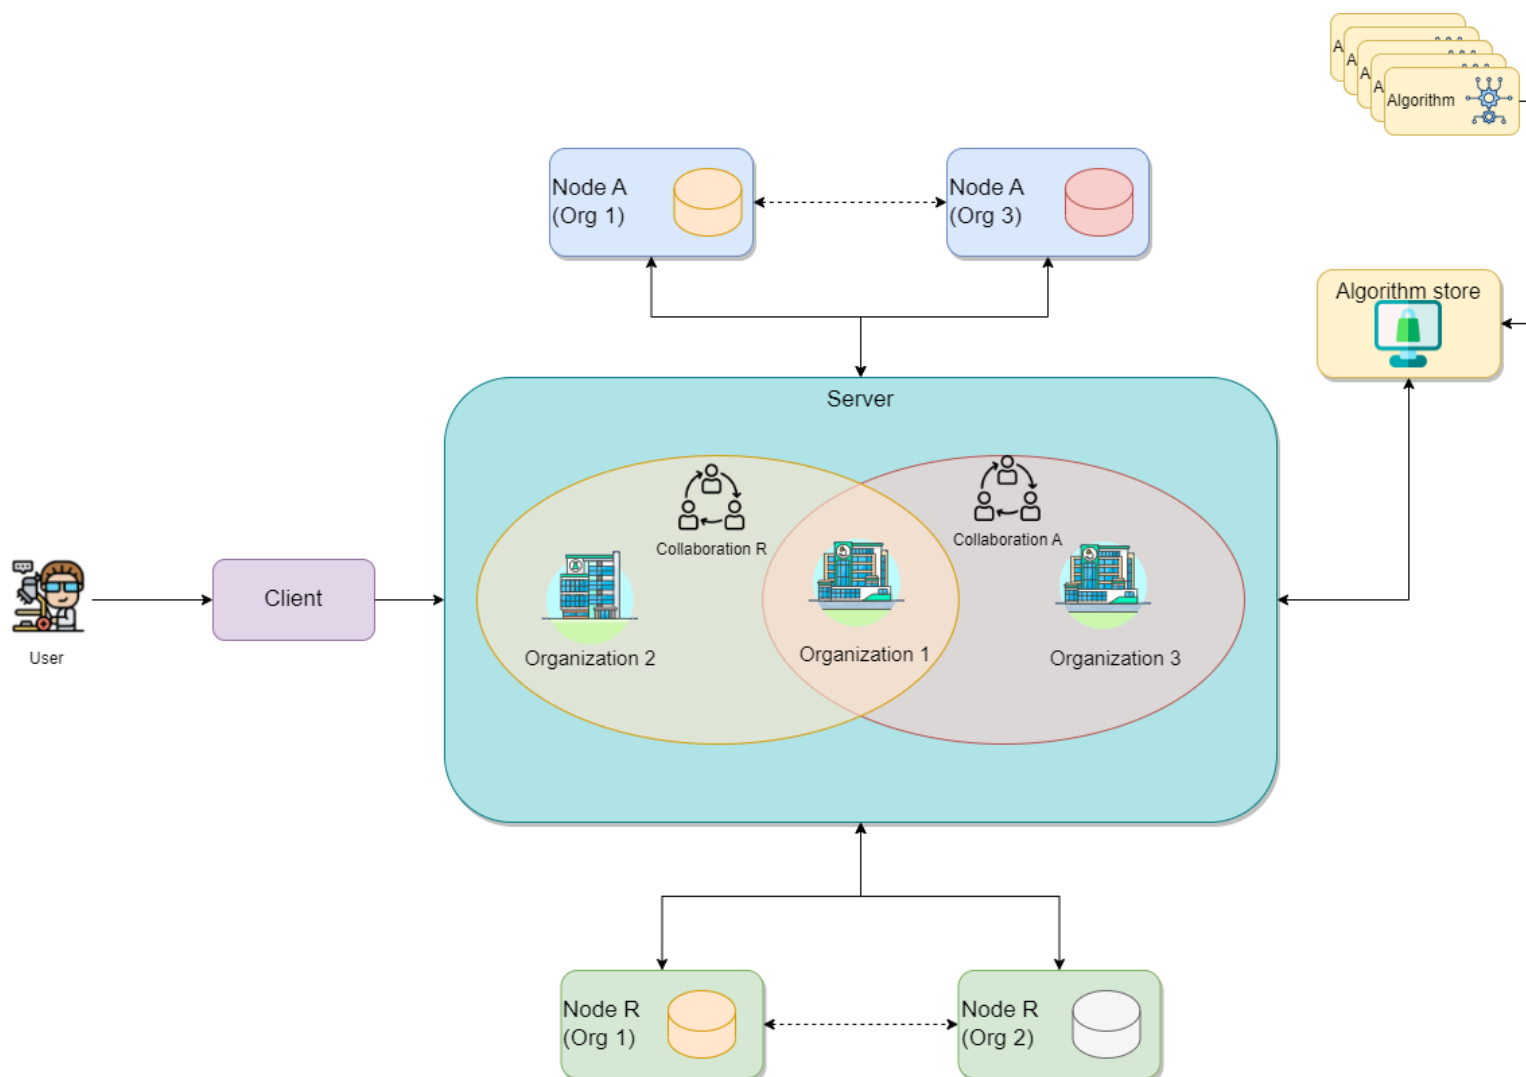 A
A
A
A
Algorithm
Node A
(Org 1)
Node A
(Org 3)
Algorithm store
Server
Collaboration R
Collaboration A
Client
User
Organization 2
Organization 1
Organization 3
Node R
(Org 1)
Node R
(Org 2)